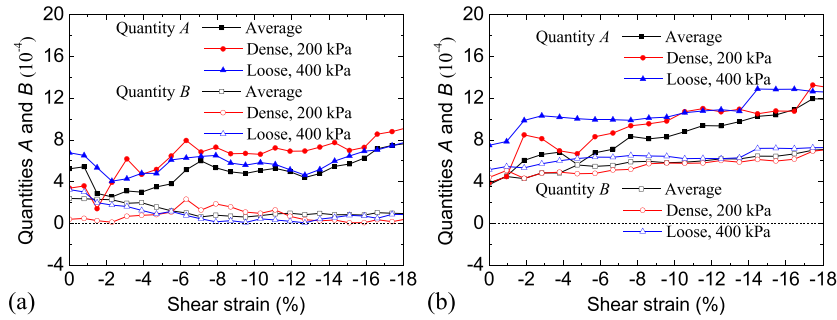 (a)
20
16
12
8
4
0
-4
Quantities A and B (10⁻⁴)
Quantity A
Average
Dense, 200 kPa
Loose, 400 kPa
Quantity B
Average
Dense, 200 kPa
Loose, 400 kPa
0 -2 -4 -6 -8 -10 -12 -14 -16 -18
Shear strain (%)
(b)
20
16
12
8
4
0
-4
Quantities A and B (10⁻⁴)
Quantity A
Average
Dense, 200 kPa
Loose, 400 kPa
Quantity B
Average
Dense, 200 kPa
Loose, 400 kPa
0 -2 -4 -6 -8 -10 -12 -14 -16 -18
Shear strain (%)